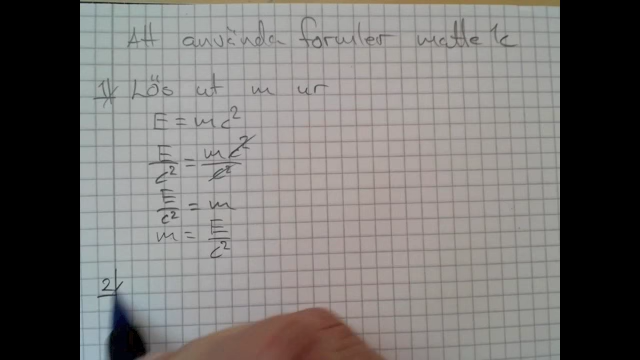 Att använda formler matte 1c
1) Lös ut m ur
E = mc²
E/c² = mc²/c²
E/c² = m
m = E/c²
2)